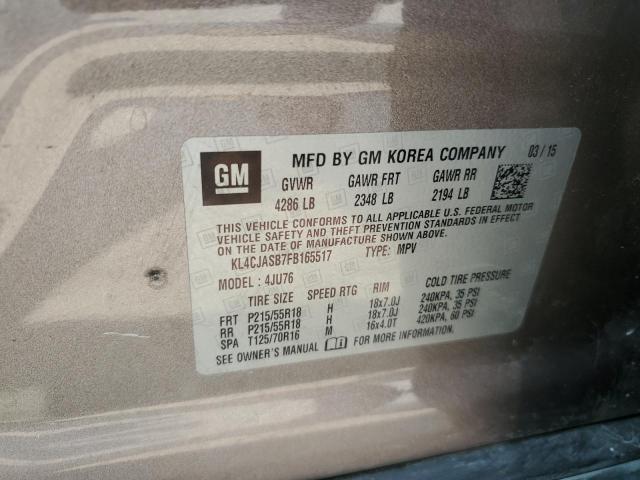 GM
MFD BY GM KOREA COMPANY 03/15
GVWR GAWR FRT GAWR RR
4286 LB 2348 LB 2194 LB
THIS VEHICLE CONFORMS TO ALL APPLICABLE U.S. FEDERAL MOTOR
VEHICLE SAFETY AND THEFT PREVENTION STANDARDS IN EFFECT
ON THE DATE OF MANUFACTURE SHOWN ABOVE.
KL4CJASB7FB165517 TYPE: MPV
MODEL : 4JU76
TIRE SIZE SPEED RTG RIM COLD TIRE PRESSURE
FRT P215/55R18 H 18x7.0J 240KPA, 35 PSI
RR P215/55R18 H 18x7.0J 240KPA, 35 PSI
SPA T125/70R16 M 16x4.0T 420KPA, 60 PSI
SEE OWNER'S MANUAL FOR MORE INFORMATION